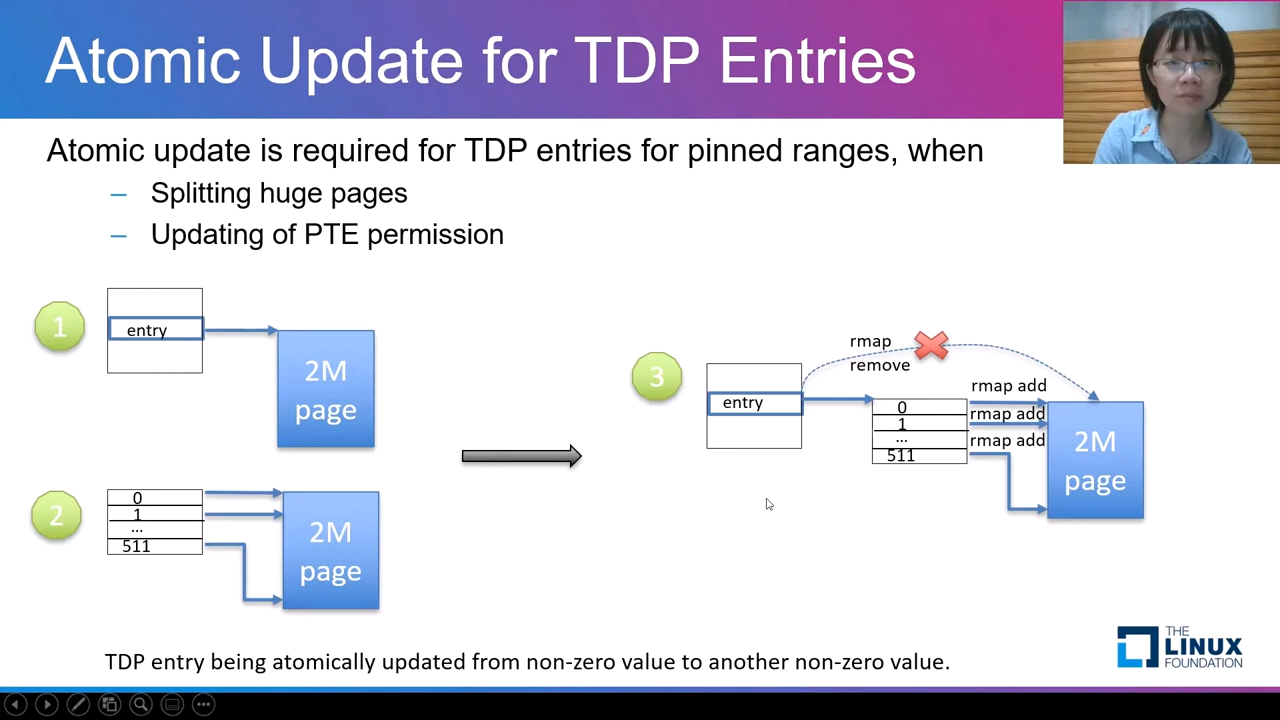 Atomic Update for TDP Entries
Atomic update is required for TDP entries for pinned ranges, when
– Splitting huge pages
– Updating of PTE permission
1
entry
2M
page
2
0
1
...
511
2M
page
3
rmap
remove
entry
0
1
...
511
rmap add
rmap add
rmap add
2M
page
TDP entry being atomically updated from non-zero value to another non-zero value.
THE
LINUX
FOUNDATION